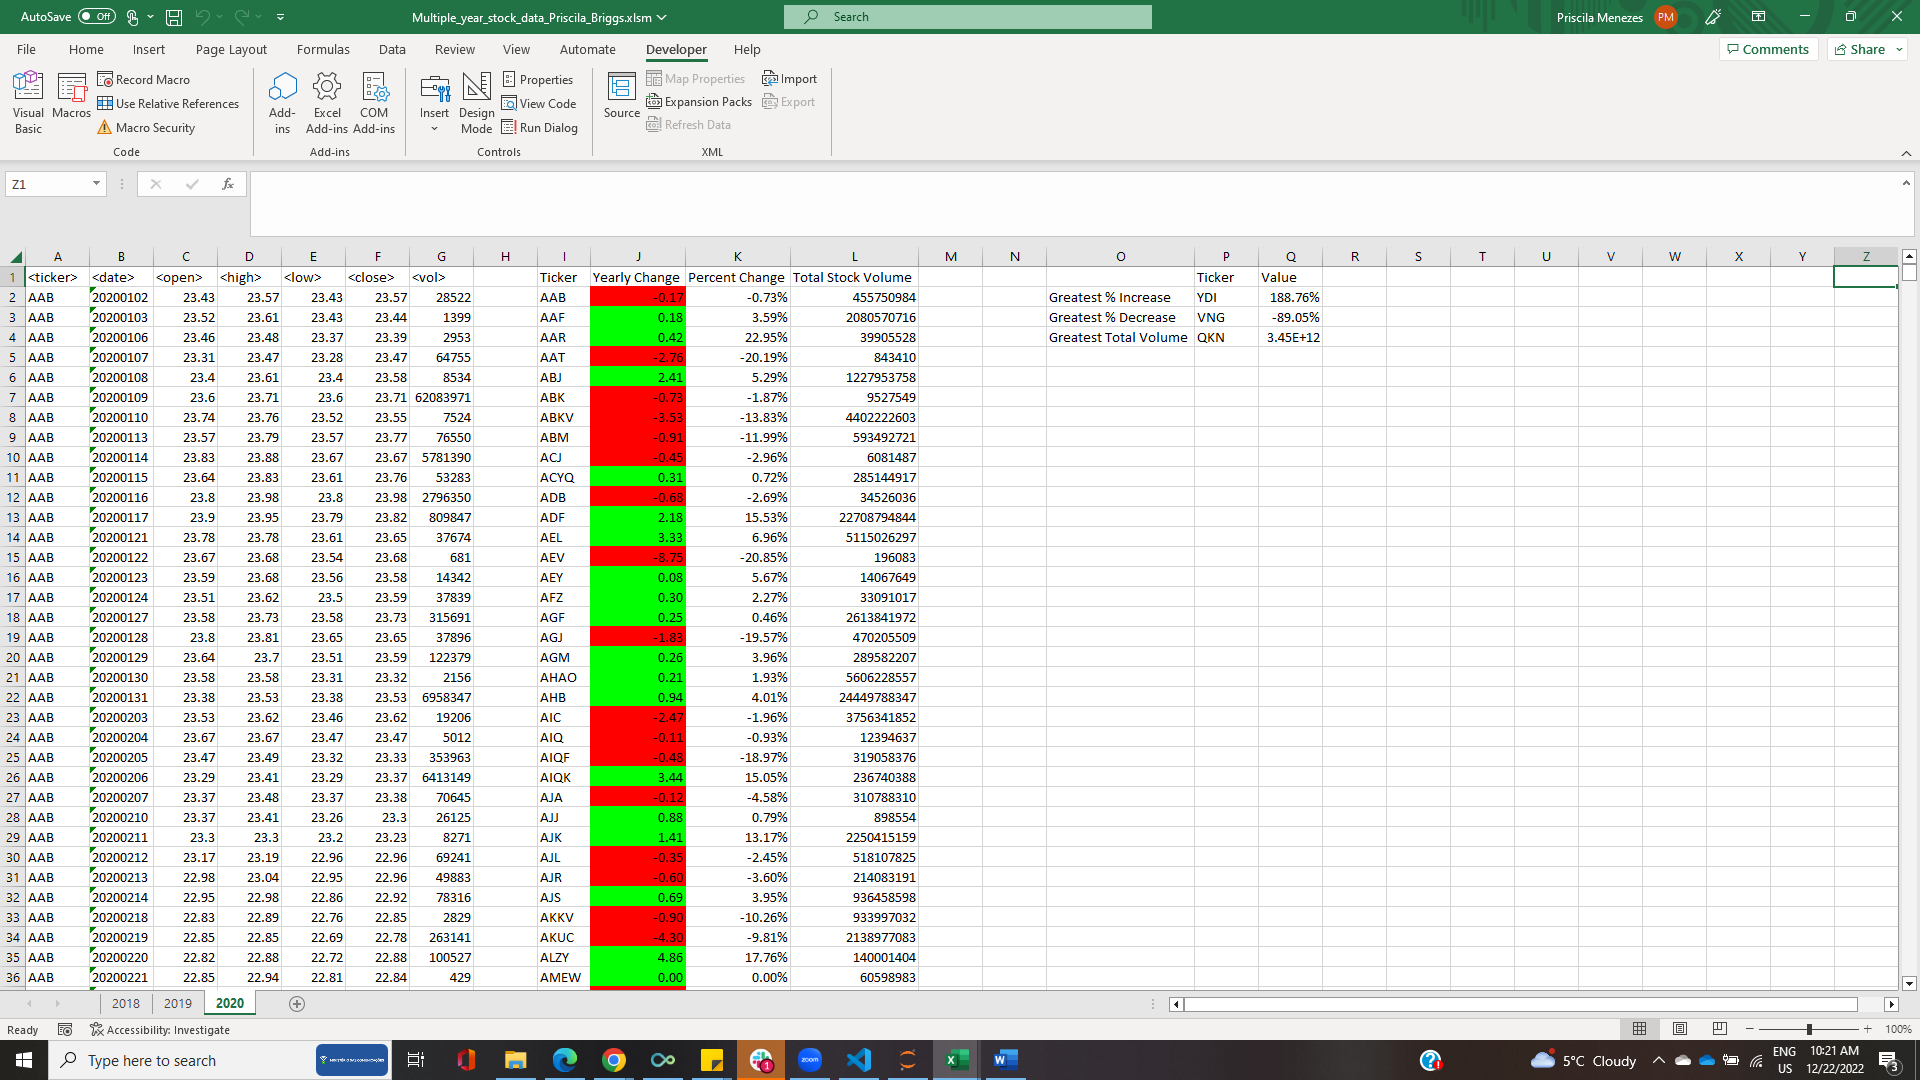 AutoSave Off Multiple_year_stock_data_Priscila_Briggs.xlsm Search Priscila Menezes PM
File Home Insert Page Layout Formulas Data Review View Automate Developer Help Comments Share
Visual Basic Macros Record Macro Use Relative References Macro Security Code
Add-ins Excel Add-ins COM Add-ins Add-ins
Insert Design Mode Properties View Code Run Dialog Controls
Source Map Properties Expansion Packs Refresh Data Import Export XML
Z1 fx
A B C D E F G H I J K L M N O P Q R S T U V W X Y Z
1 <ticker> <date> <open> <high> <low> <close> <vol> Ticker Yearly Change Percent Change Total Stock Volume Ticker Value
2 AAB 20200102 23.43 23.57 23.43 23.57 28522 AAB -0.17 -0.73% 455750984 Greatest % Increase YDI 188.76%
3 AAB 20200103 23.52 23.61 23.43 23.44 1399 AAF 0.18 3.59% 2080570716 Greatest % Decrease VNG -89.05%
4 AAB 20200106 23.46 23.48 23.37 23.39 2953 AAR 0.42 22.95% 39905528 Greatest Total Volume QKN 3.45E+12
5 AAB 20200107 23.31 23.47 23.28 23.47 64755 AAT -2.76 -20.19% 843410
6 AAB 20200108 23.4 23.61 23.4 23.58 8534 ABJ 2.41 5.29% 1227953758
7 AAB 20200109 23.6 23.71 23.6 23.71 62083971 ABK -0.73 -1.87% 9527549
8 AAB 20200110 23.74 23.76 23.52 23.55 7524 ABKV -3.53 -13.83% 4402222603
9 AAB 20200113 23.57 23.79 23.57 23.77 76550 ABM -0.91 -11.99% 593492721
10 AAB 20200114 23.83 23.88 23.67 23.67 5781390 ACJ -0.45 -2.96% 6081487
11 AAB 20200115 23.64 23.83 23.61 23.76 53283 ACYQ 0.31 0.72% 285144917
12 AAB 20200116 23.8 23.98 23.8 23.98 2796350 ADB -0.68 -2.69% 34526036
13 AAB 20200117 23.9 23.95 23.79 23.82 809847 ADF 2.18 15.53% 22708794844
14 AAB 20200121 23.78 23.78 23.61 23.65 37674 AEL 3.33 6.96% 5115026297
15 AAB 20200122 23.67 23.68 23.54 23.68 681 AEV -8.75 -20.85% 196083
16 AAB 20200123 23.59 23.68 23.56 23.58 14342 AEY 0.08 5.67% 14067649
17 AAB 20200124 23.51 23.62 23.5 23.59 37839 AFZ 0.30 2.27% 33091017
18 AAB 20200127 23.58 23.73 23.58 23.73 315691 AGF 0.25 0.46% 2613841972
19 AAB 20200128 23.8 23.81 23.65 23.65 37896 AGJ -1.83 -19.57% 470205509
20 AAB 20200129 23.64 23.7 23.51 23.59 122379 AGM 0.26 3.96% 289582207
21 AAB 20200130 23.58 23.58 23.31 23.32 2156 AHAO 0.21 1.93% 5606228557
22 AAB 20200131 23.38 23.53 23.38 23.53 6958347 AHB 0.94 4.01% 24449788347
23 AAB 20200203 23.53 23.62 23.46 23.62 19206 AIC -2.47 -1.96% 3756341852
24 AAB 20200204 23.67 23.67 23.47 23.47 5012 AIQ -0.11 -0.93% 12394637
25 AAB 20200205 23.47 23.49 23.32 23.33 353963 AIQF -0.48 -18.97% 319058376
26 AAB 20200206 23.29 23.41 23.29 23.37 6413149 AIQK 3.44 15.05% 236740388
27 AAB 20200207 23.37 23.48 23.37 23.38 70645 AJA -0.12 -4.58% 310788310
28 AAB 20200210 23.37 23.41 23.26 23.3 26125 AJJ 0.88 0.79% 898554
29 AAB 20200211 23.3 23.3 23.2 23.23 8271 AJK 1.41 13.17% 2250415159
30 AAB 20200212 23.17 23.19 22.96 22.96 69241 AJL -0.35 -2.45% 518107825
31 AAB 20200213 22.98 23.04 22.95 22.96 49883 AJR -0.60 -3.60% 214083191
32 AAB 20200214 22.95 22.98 22.86 22.92 78316 AJS 0.69 3.95% 936458598
33 AAB 20200218 22.83 22.89 22.76 22.85 2829 AKKV -0.90 -10.26% 933997032
34 AAB 20200219 22.85 22.85 22.69 22.78 263141 AKUC -4.30 -9.81% 2138977083
35 AAB 20200220 22.82 22.88 22.72 22.88 100527 ALZY 4.86 17.76% 140001404
36 AAB 20200221 22.85 22.94 22.81 22.84 429 AMEW 0.00 0.00% 60598983
2018 2019 2020
Ready Accessibility: Investigate 100%
Type here to search zoom 1 5°C Cloudy ENG US 10:21 AM 12/22/2022 3